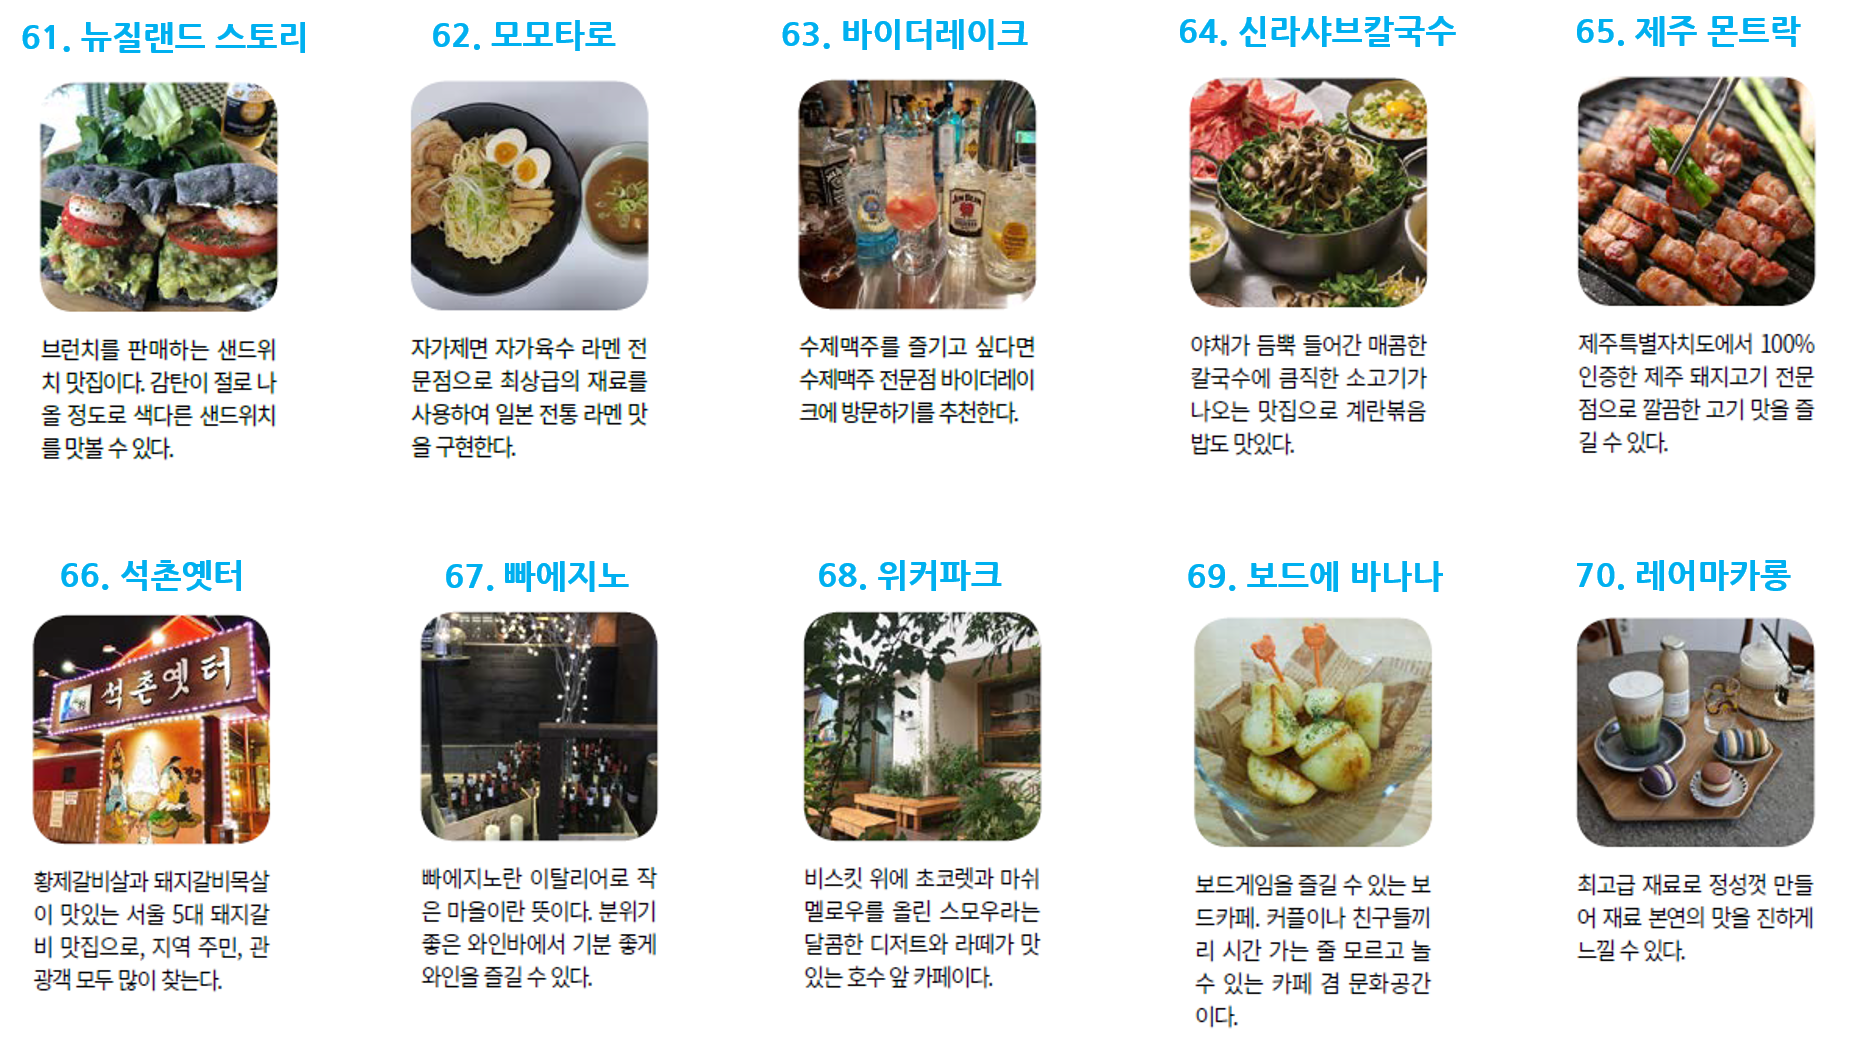 61. 뉴질랜드 스토리
62. 모모타로
63. 바이더레이크
64. 신라샤브칼국수
65. 제주 몬트락
JIM BEAM
브런치를 판매하는 샌드위
치 맛집이다. 감탄이 절로 나
올 정도로 색다른 샌드위치
를 맛볼 수 있다.
자가제면 자가육수 라멘 전
문점으로 최상급의 재료를
사용하여 일본 전통 라멘 맛
을 구현한다.
수제맥주를 즐기고 싶다면
수제맥주 전문점 바이더레이
크에 방문하기를 추천한다.
야채가 듬뿍 들어간 매콤한
칼국수에 큼직한 소고기가
나오는 맛집으로 계란볶음
밥도 맛있다.
제주특별자치도에서 100%
인증한 제주 돼지고기 전문
점으로 깔끔한 고기 맛을 즐
길 수 있다.
66. 석촌옛터
67. 빠에지노
68. 위커파크
69. 보드에 바나나
70. 레어마카롱
석촌옛터
황제갈비살과 돼지갈비목살
이 맛있는 서울 5대 돼지갈
비 맛집으로, 지역 주민, 관
광객 모두 많이 찾는다.
빠에지노란 이탈리어로 작
은 마을이란 뜻이다. 분위기
좋은 와인바에서 기분 좋게
와인을 즐길 수 있다.
비스킷 위에 초코렛과 마쉬
멜로우를 올린 스모우라는
달콤한 디저트와 라떼가 맛
있는 호수 앞 카페이다.
보드게임을 즐길 수 있는 보
드카페. 커플이나 친구들끼
리 시간 가는 줄 모르고 놀
수 있는 카페 겸 문화공간
이다.
최고급 재료로 정성껏 만들
어 재료 본연의 맛을 진하게
느낄 수 있다.